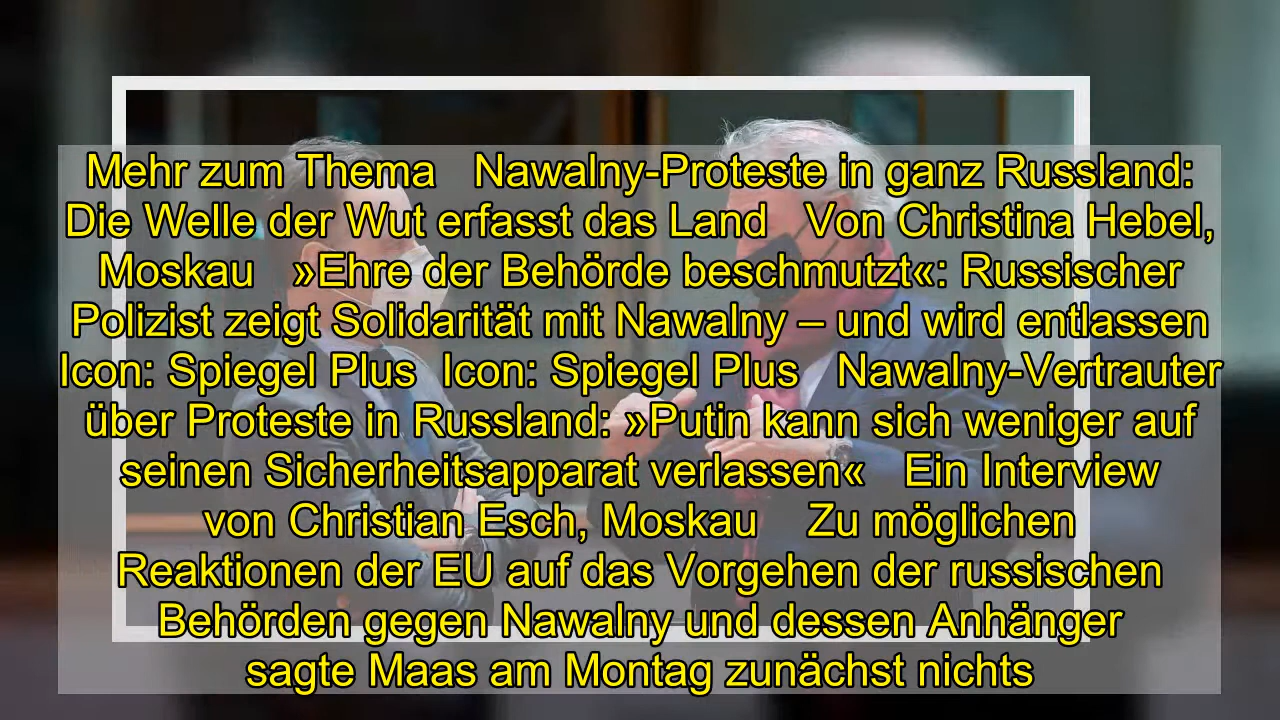 Mehr zum Thema   Nawalny-Proteste in ganz Russland:
Die Welle der Wut erfasst das Land   Von Christina Hebel,
Moskau   »Ehre der Behörde beschmutzt«: Russischer
Polizist zeigt Solidarität mit Nawalny – und wird entlassen
Icon: Spiegel Plus  Icon: Spiegel Plus   Nawalny-Vertrauter
über Proteste in Russland: »Putin kann sich weniger auf
seinen Sicherheitsapparat verlassen«   Ein Interview
von Christian Esch, Moskau    Zu möglichen
Reaktionen der EU auf das Vorgehen der russischen
Behörden gegen Nawalny und dessen Anhänger
sagte Maas am Montag zunächst nichts